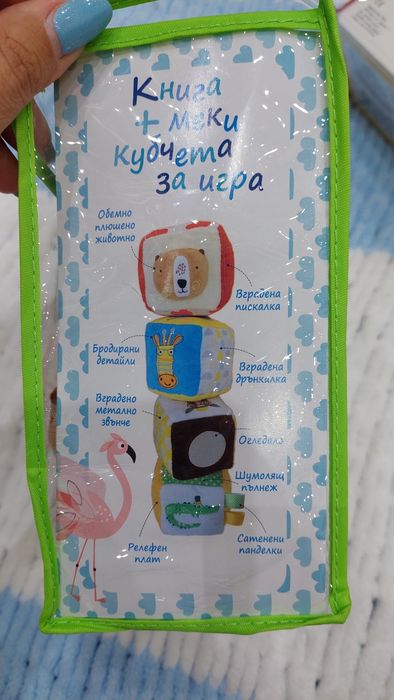 Книга
+ меки
кубчета
за игра
Обемно
плюшено
животно
Вградена
пискалка
Бродирани
детайли
Вградена
дрънкалка
Вградено
метално
звънче
Огледало
Шумолящ
пълнеж
Релефен
плат
Сатенени
панделки